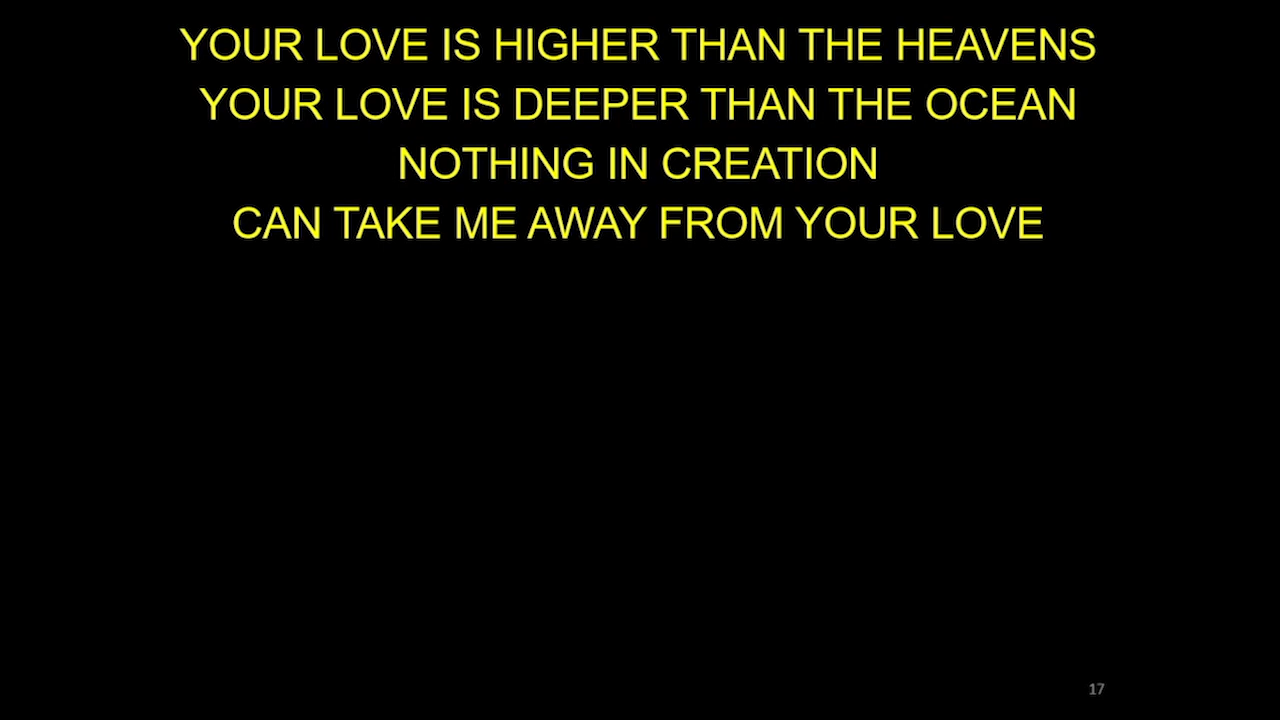 YOUR LOVE IS HIGHER THAN THE HEAVENS
YOUR LOVE IS DEEPER THAN THE OCEAN
NOTHING IN CREATION
CAN TAKE ME AWAY FROM YOUR LOVE
17